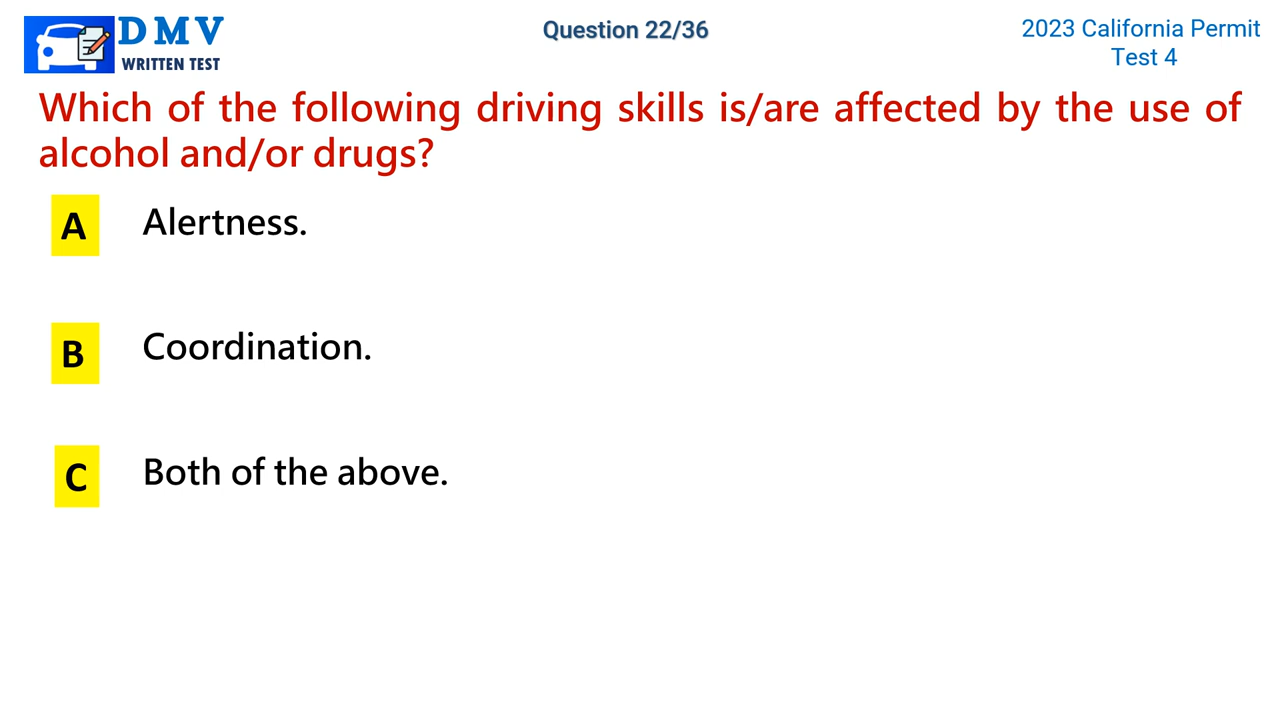 DMV
WRITTEN TEST
Question 22/36
2023 California Permit
Test 4
Which of the following driving skills is/are affected by the use of
alcohol and/or drugs?
A Alertness.
B Coordination.
C Both of the above.